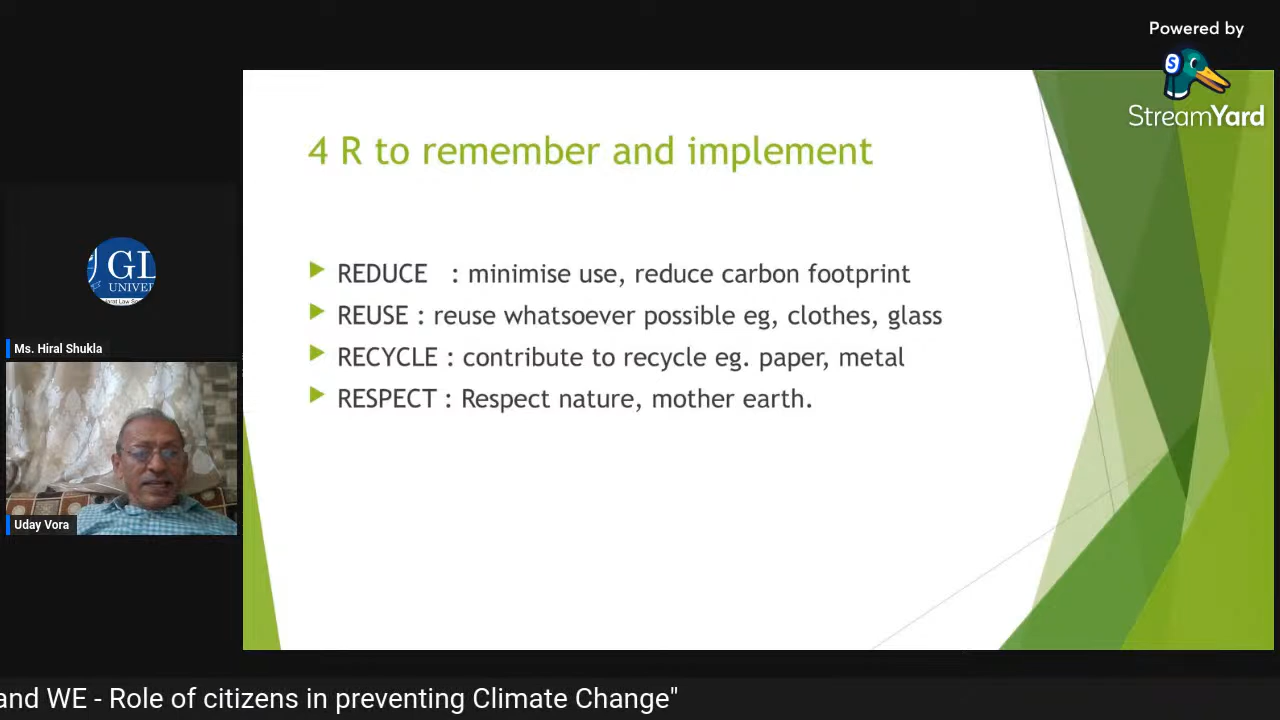 Powered by
StreamYard
4 R to remember and implement
REDUCE : minimise use, reduce carbon footprint
REUSE : reuse whatsoever possible eg, clothes, glass
RECYCLE : contribute to recycle eg. paper, metal
RESPECT : Respect nature, mother earth.
GL
UNIVER
Ms. Hiral Shukla
Uday Vora
and WE - Role of citizens in preventing Climate Change"